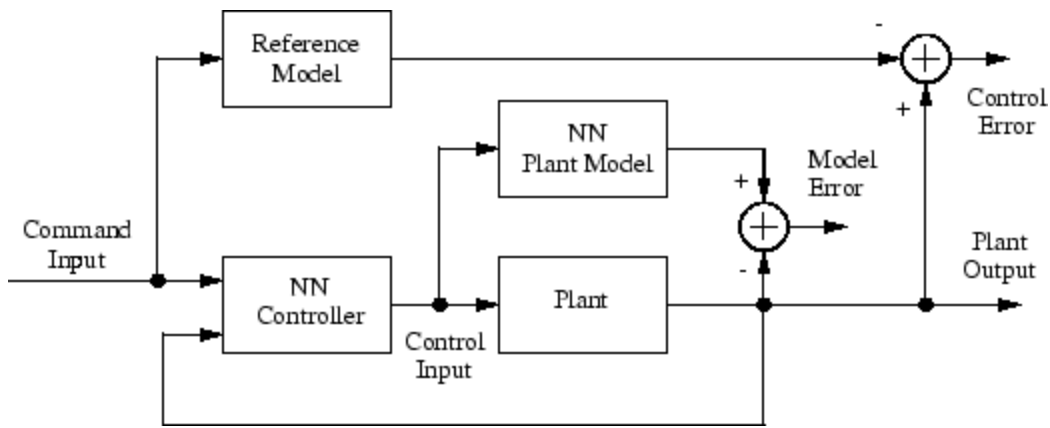 -
Reference
Model
+
Control
Error
NN
Plant Model
+
Model
Error
Command
Input
-
Plant
Output
NN
Controller
Plant
Control
Input